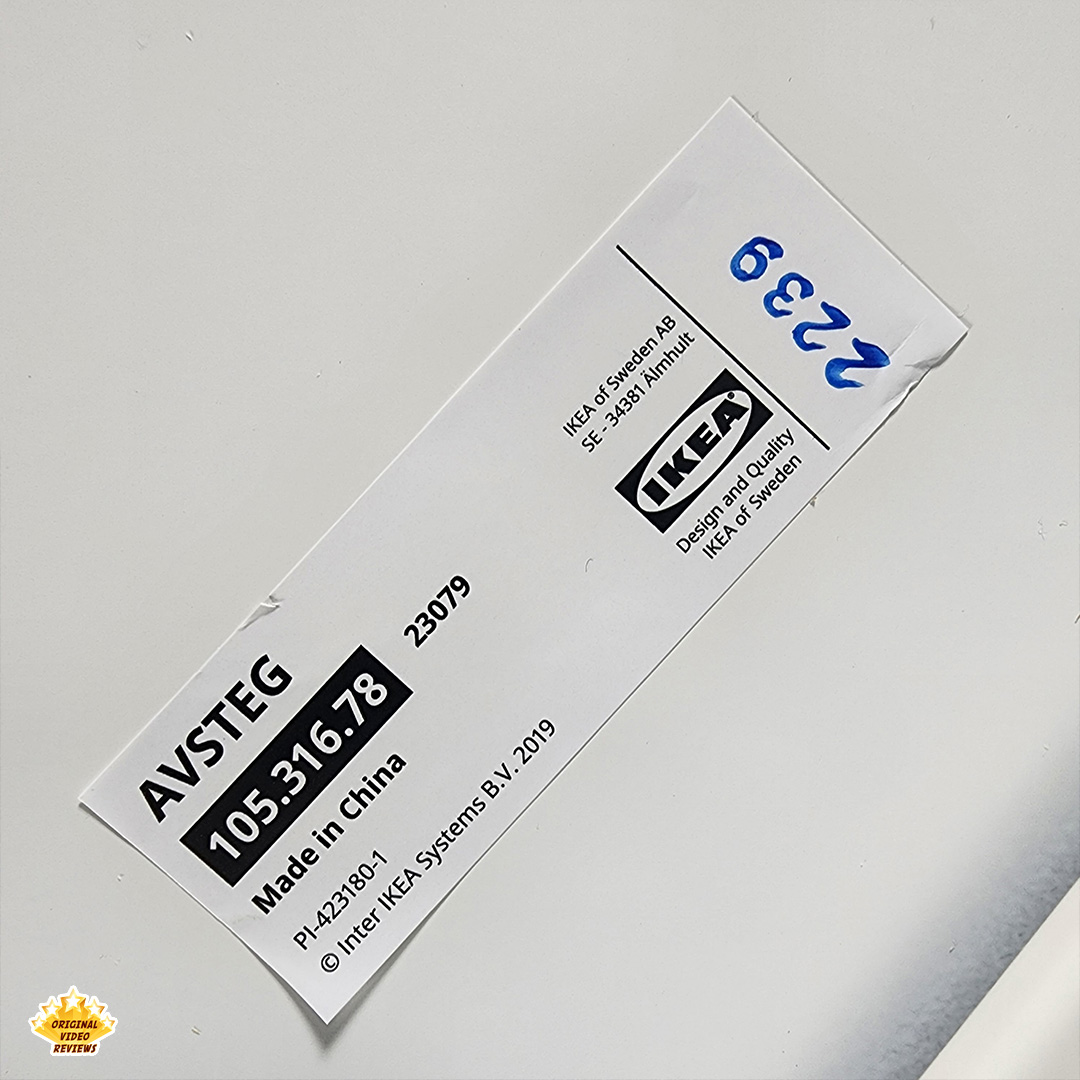 AVSTEG
105.316.78
23079
Made in China
PI-423180-1
© Inter IKEA Systems B.V. 2019
IKEA of Sweden AB
SE - 34381 Älmhult
IKEA®
Design and Quality
IKEA of Sweden
2239
ORIGINAL
VIDEO
REVIEWS